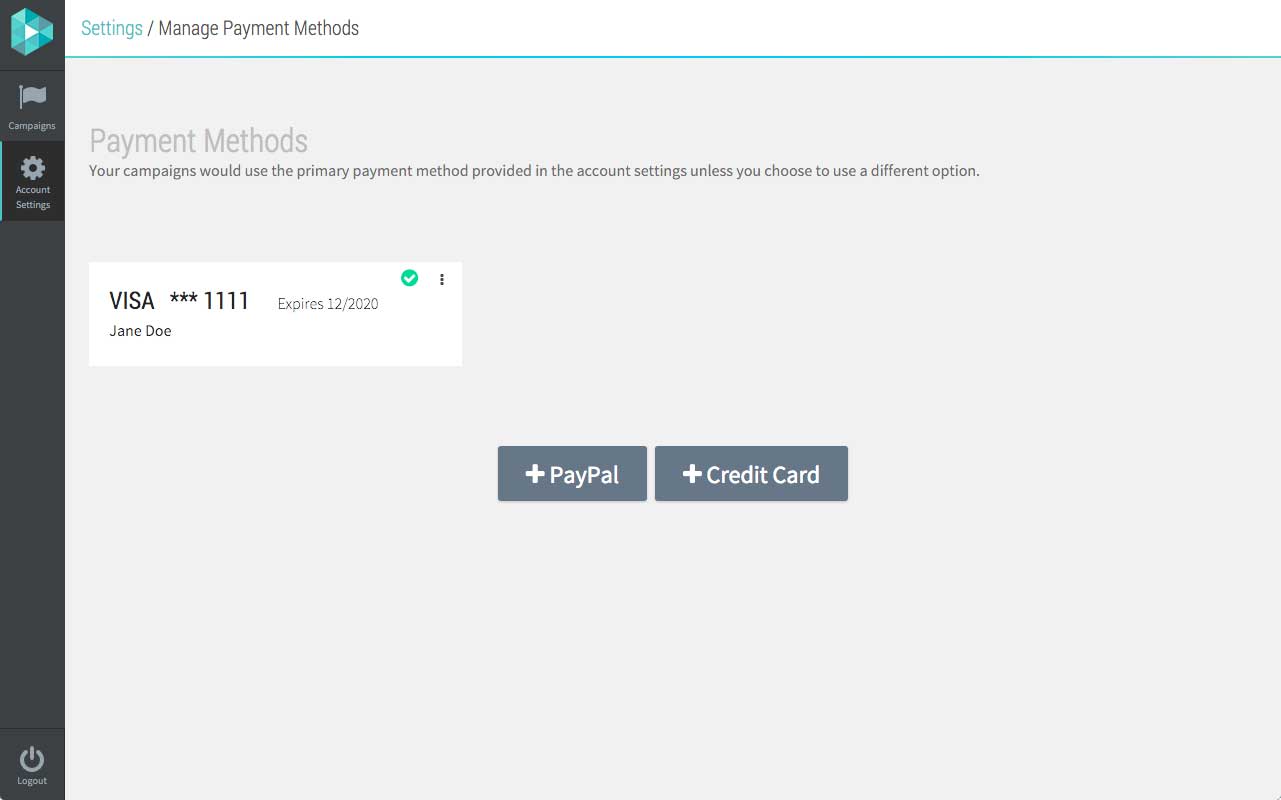 Settings / Manage Payment Methods
Campaigns
Account
Settings
Payment Methods
Your campaigns would use the primary payment method provided in the account settings unless you choose to use a different option.
VISA *** 1111 Expires 12/2020
Jane Doe
PayPal
Credit Card
Logout